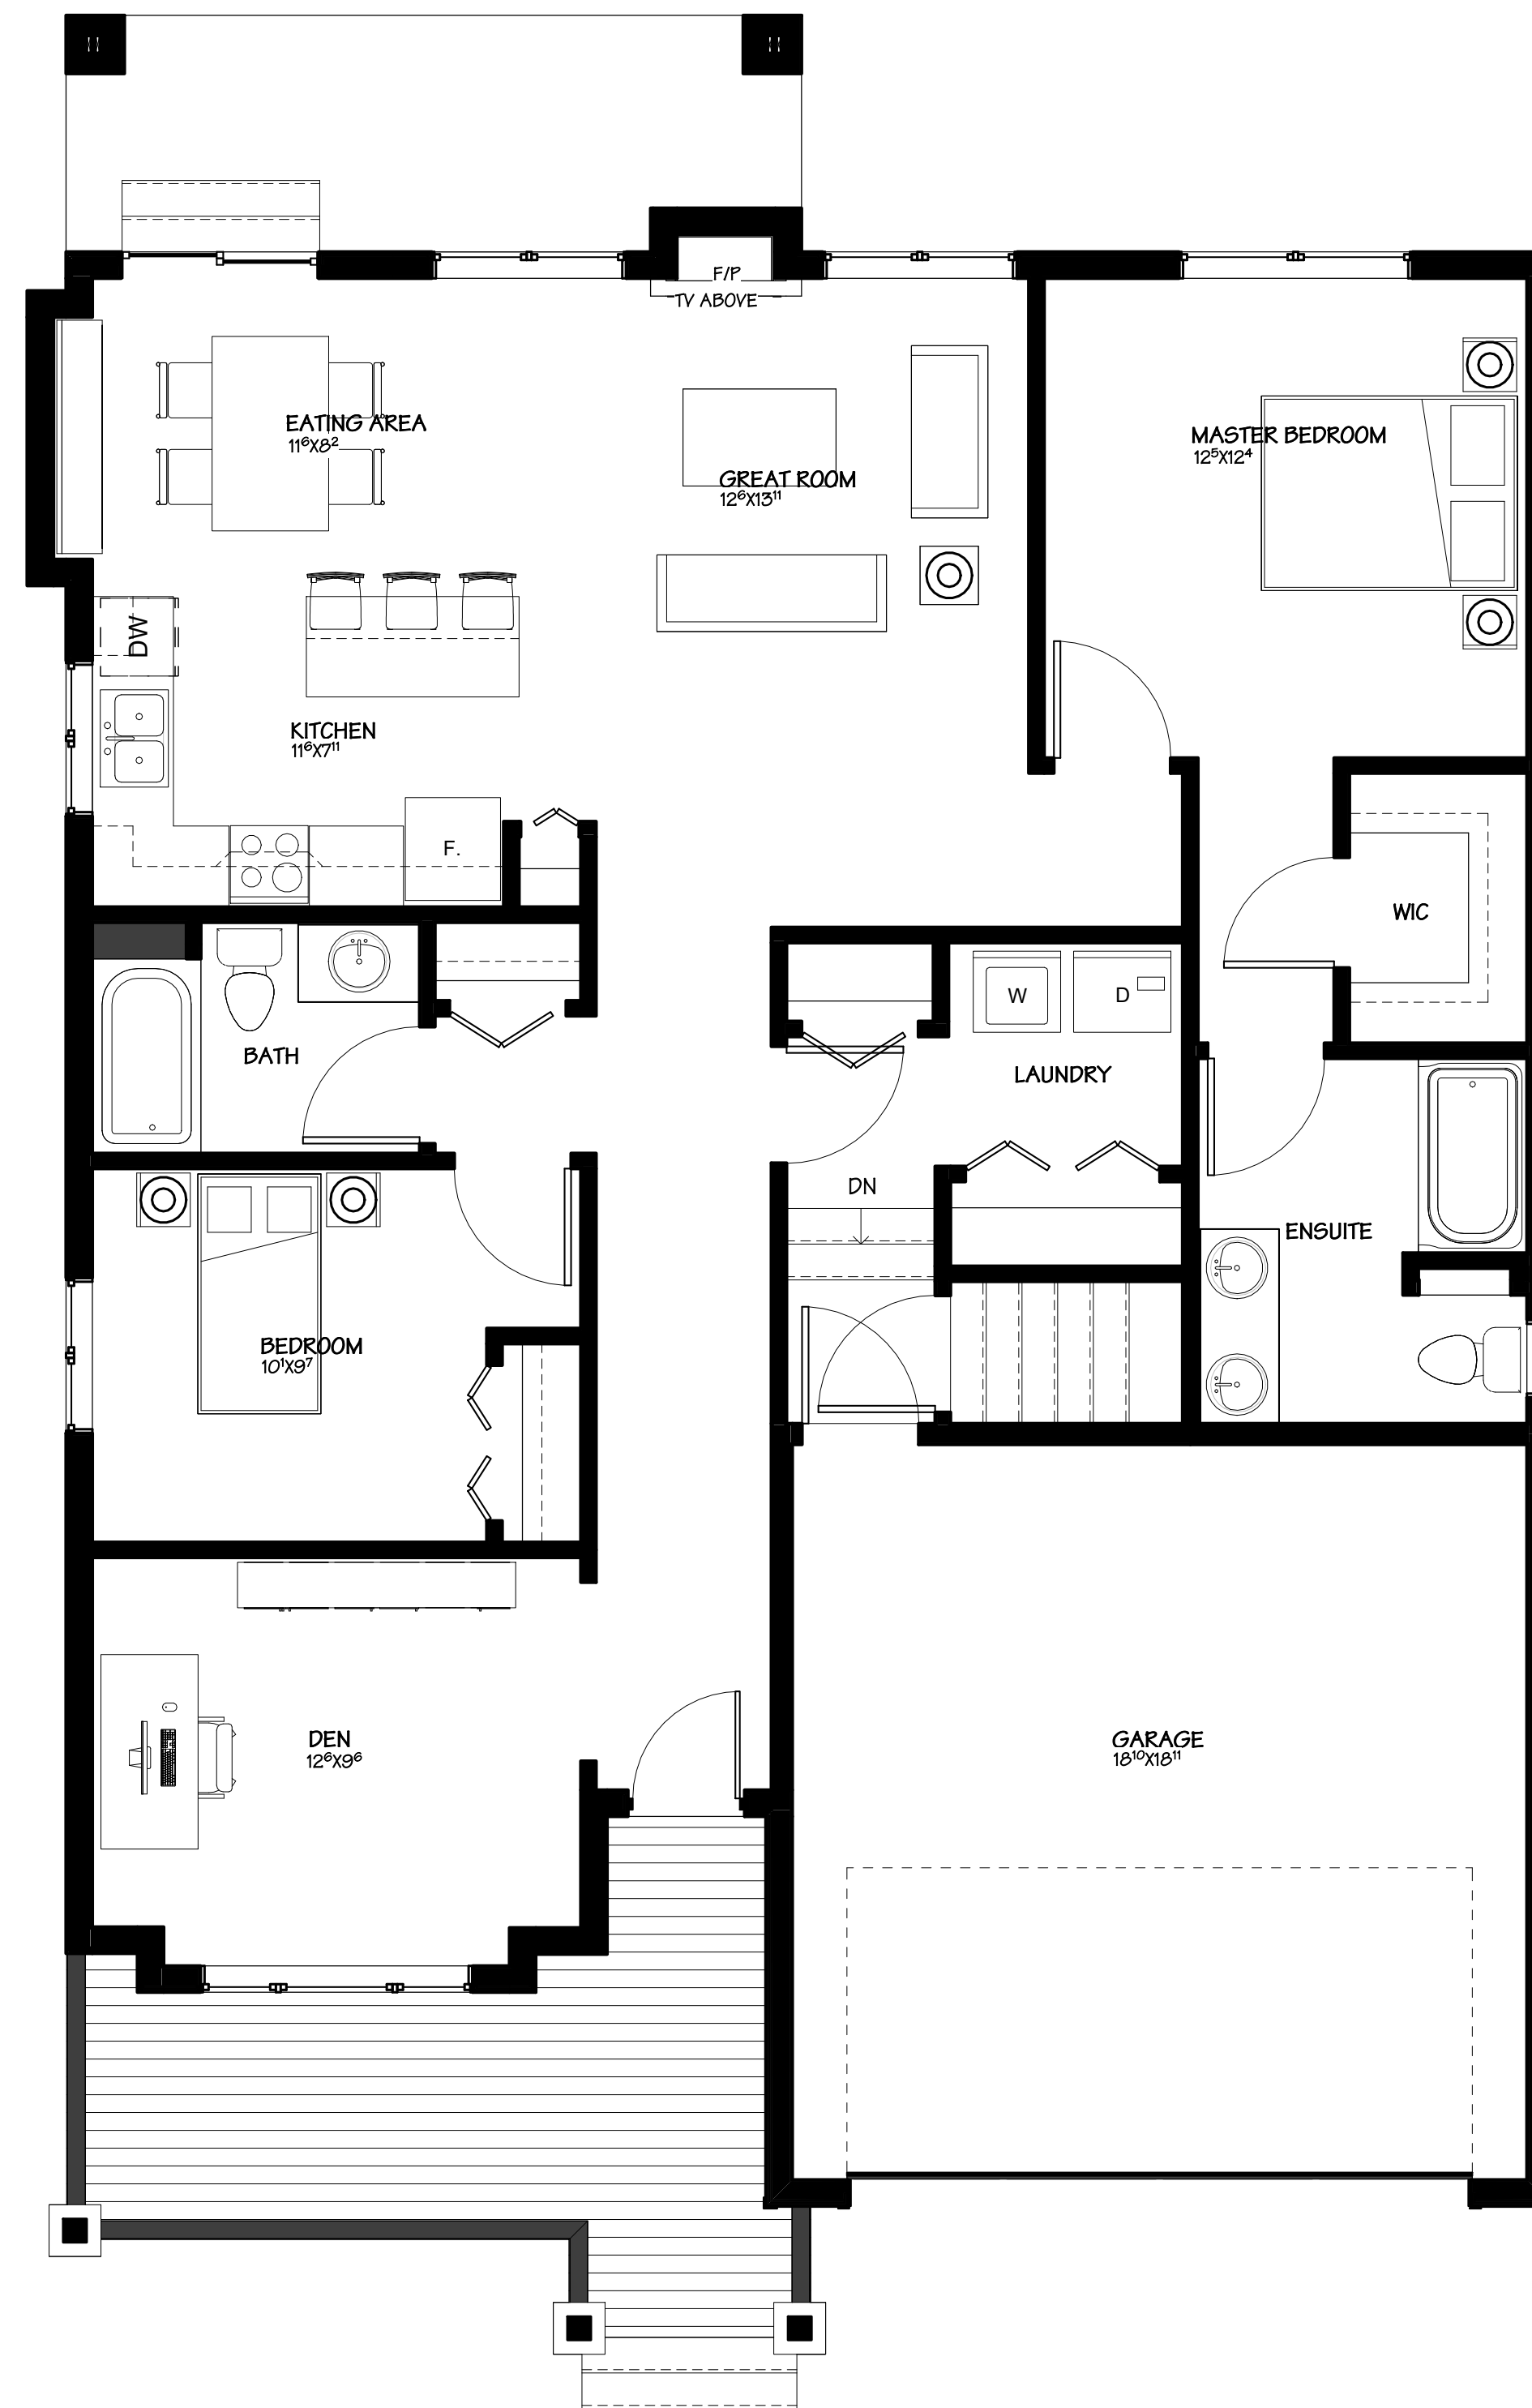 F/P
TV ABOVE
EATING AREA
11⁶X8²
MASTER BEDROOM
12⁵X12⁴
GREAT ROOM
12⁶X13¹¹
DW
KITCHEN
11⁶X7¹¹
F.
WIC
W
D
BATH
LAUNDRY
DN
ENSUITE
BEDROOM
10¹X9⁷
DEN
12⁶X9⁶
GARAGE
18¹⁰X18¹¹